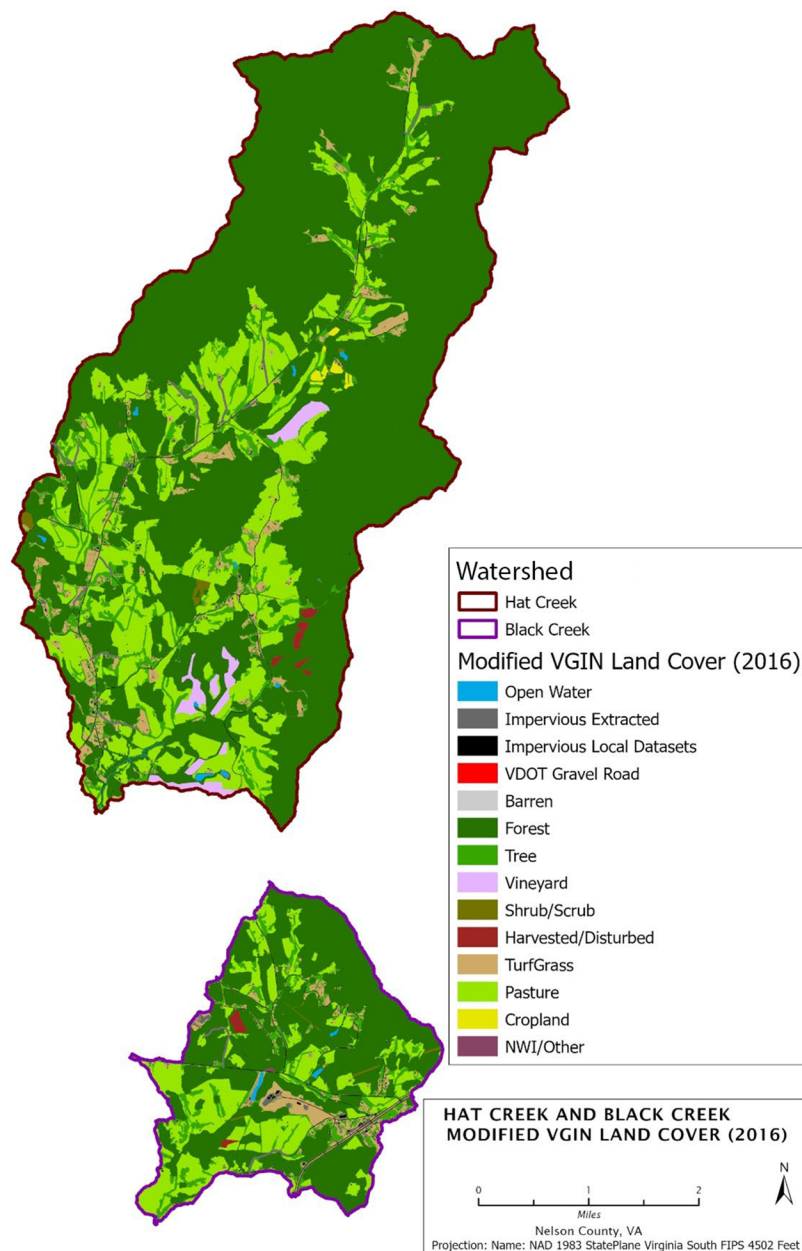 Watershed
Hat Creek
Black Creek
Modified VGIN Land Cover (2016)
Open Water
Impervious Extracted
Impervious Local Datasets
VDOT Gravel Road
Barren
Forest
Tree
Vineyard
Shrub/Scrub
Harvested/Disturbed
TurfGrass
Pasture
Cropland
NWI/Other
HAT CREEK AND BLACK CREEK
MODIFIED VGIN LAND COVER (2016)
N
0 1 2
Miles
Nelson County, VA
Projection: Name: NAD 1983 StatePlane Virginia South FIPS 4502 Feet